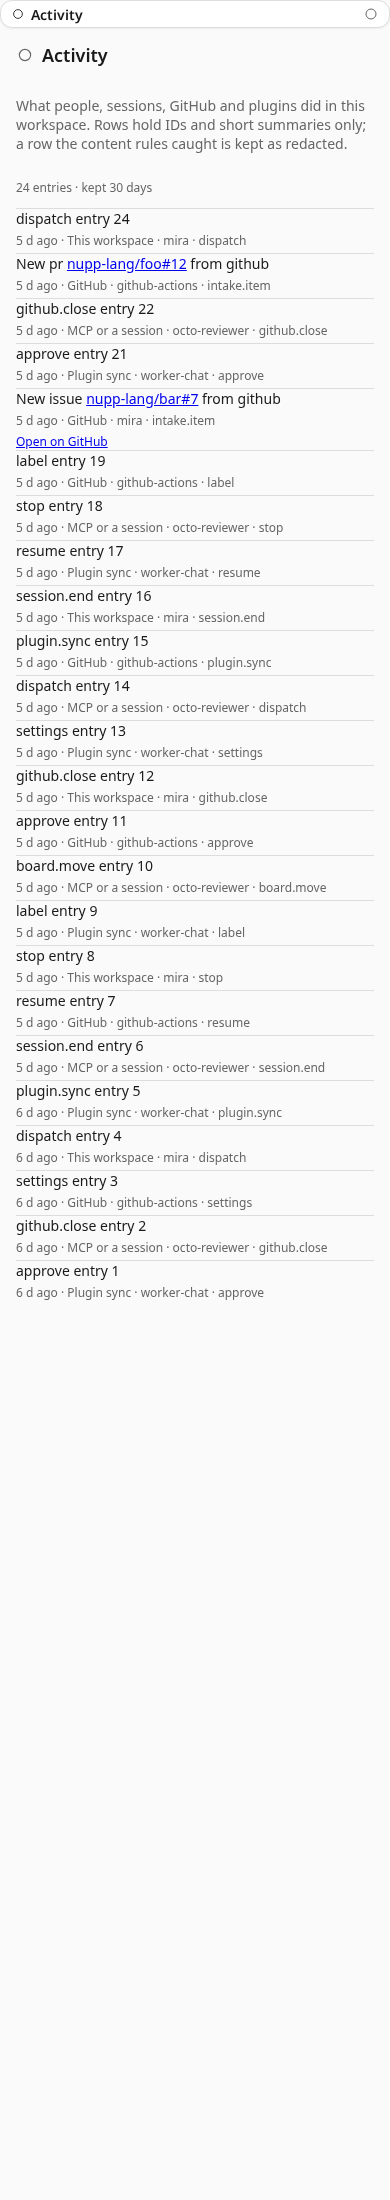 Activity
Activity
What people, sessions, GitHub and plugins did in this
workspace. Rows hold IDs and short summaries only;
a row the content rules caught is kept as redacted.
24 entries · kept 30 days
dispatch entry 24
5 d ago · This workspace · mira · dispatch
New pr nupp-lang/foo#12 from github
5 d ago · GitHub · github-actions · intake.item
github.close entry 22
5 d ago · MCP or a session · octo-reviewer · github.close
approve entry 21
5 d ago · Plugin sync · worker-chat · approve
New issue nupp-lang/bar#7 from github
5 d ago · GitHub · mira · intake.item
Open on GitHub
label entry 19
5 d ago · GitHub · github-actions · label
stop entry 18
5 d ago · MCP or a session · octo-reviewer · stop
resume entry 17
5 d ago · Plugin sync · worker-chat · resume
session.end entry 16
5 d ago · This workspace · mira · session.end
plugin.sync entry 15
5 d ago · GitHub · github-actions · plugin.sync
dispatch entry 14
5 d ago · MCP or a session · octo-reviewer · dispatch
settings entry 13
5 d ago · Plugin sync · worker-chat · settings
github.close entry 12
5 d ago · This workspace · mira · github.close
approve entry 11
5 d ago · GitHub · github-actions · approve
board.move entry 10
5 d ago · MCP or a session · octo-reviewer · board.move
label entry 9
5 d ago · Plugin sync · worker-chat · label
stop entry 8
5 d ago · This workspace · mira · stop
resume entry 7
5 d ago · GitHub · github-actions · resume
session.end entry 6
5 d ago · MCP or a session · octo-reviewer · session.end
plugin.sync entry 5
6 d ago · Plugin sync · worker-chat · plugin.sync
dispatch entry 4
6 d ago · This workspace · mira · dispatch
settings entry 3
6 d ago · GitHub · github-actions · settings
github.close entry 2
6 d ago · MCP or a session · octo-reviewer · github.close
approve entry 1
6 d ago · Plugin sync · worker-chat · approve